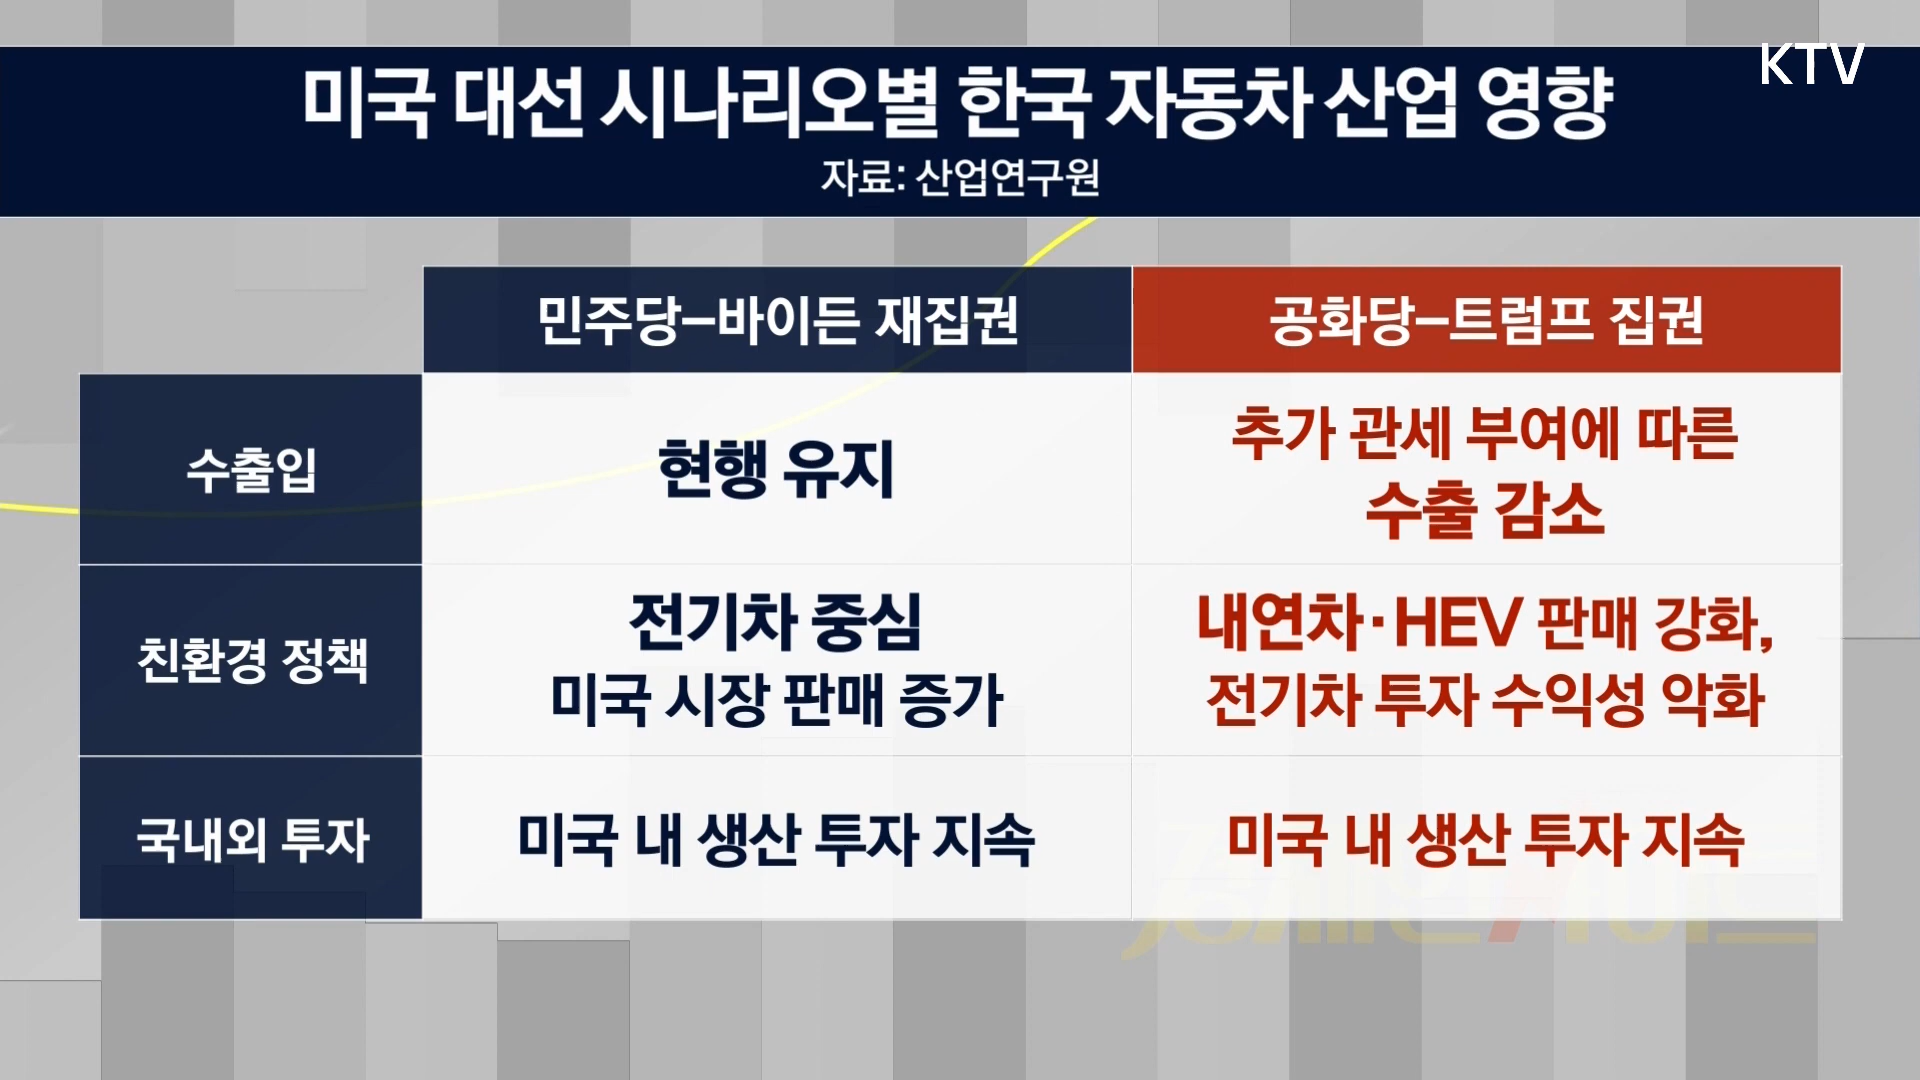 KTV
미국 대선 시나리오별 한국 자동차 산업 영향
자료: 산업연구원
민주당-바이든 재집권
공화당-트럼프 집권
수출입
현행 유지
추가 관세 부여에 따른
수출 감소
친환경 정책
전기차 중심
미국 시장 판매 증가
내연차·HEV 판매 강화,
전기차 투자 수익성 악화
국내외 투자
미국 내 생산 투자 지속
미국 내 생산 투자 지속